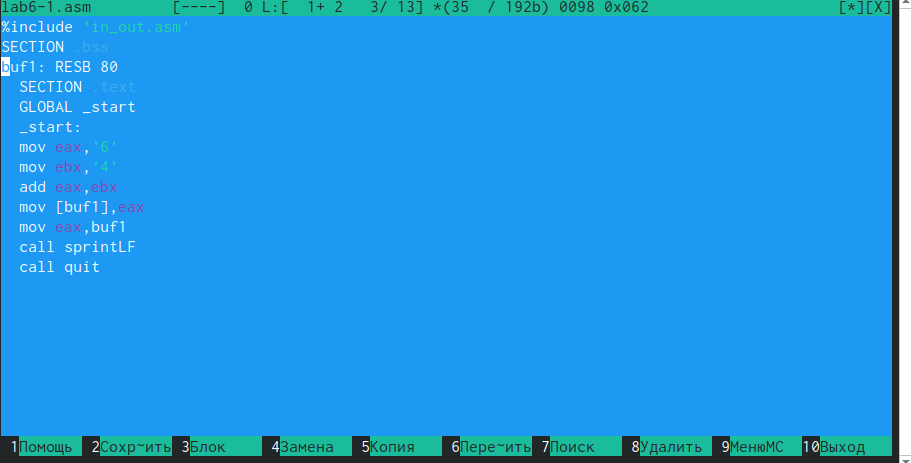 lab6-1.asm [----] 0 L:[ 1+ 2 3/ 13] *(35 / 192b) 0098 0x062 [*][X]
%include 'in_out.asm'
SECTION .bss
buf1: RESB 80
SECTION .text
GLOBAL _start
_start:
mov eax,'6'
mov ebx,'4'
add eax,ebx
mov [buf1],eax
mov eax,buf1
call sprintLF
call quit
1Помощь 2Сохр~ить 3Блок 4Замена 5Копия 6Пере~ить 7Поиск 8Удалить 9МенюMC 10Выход